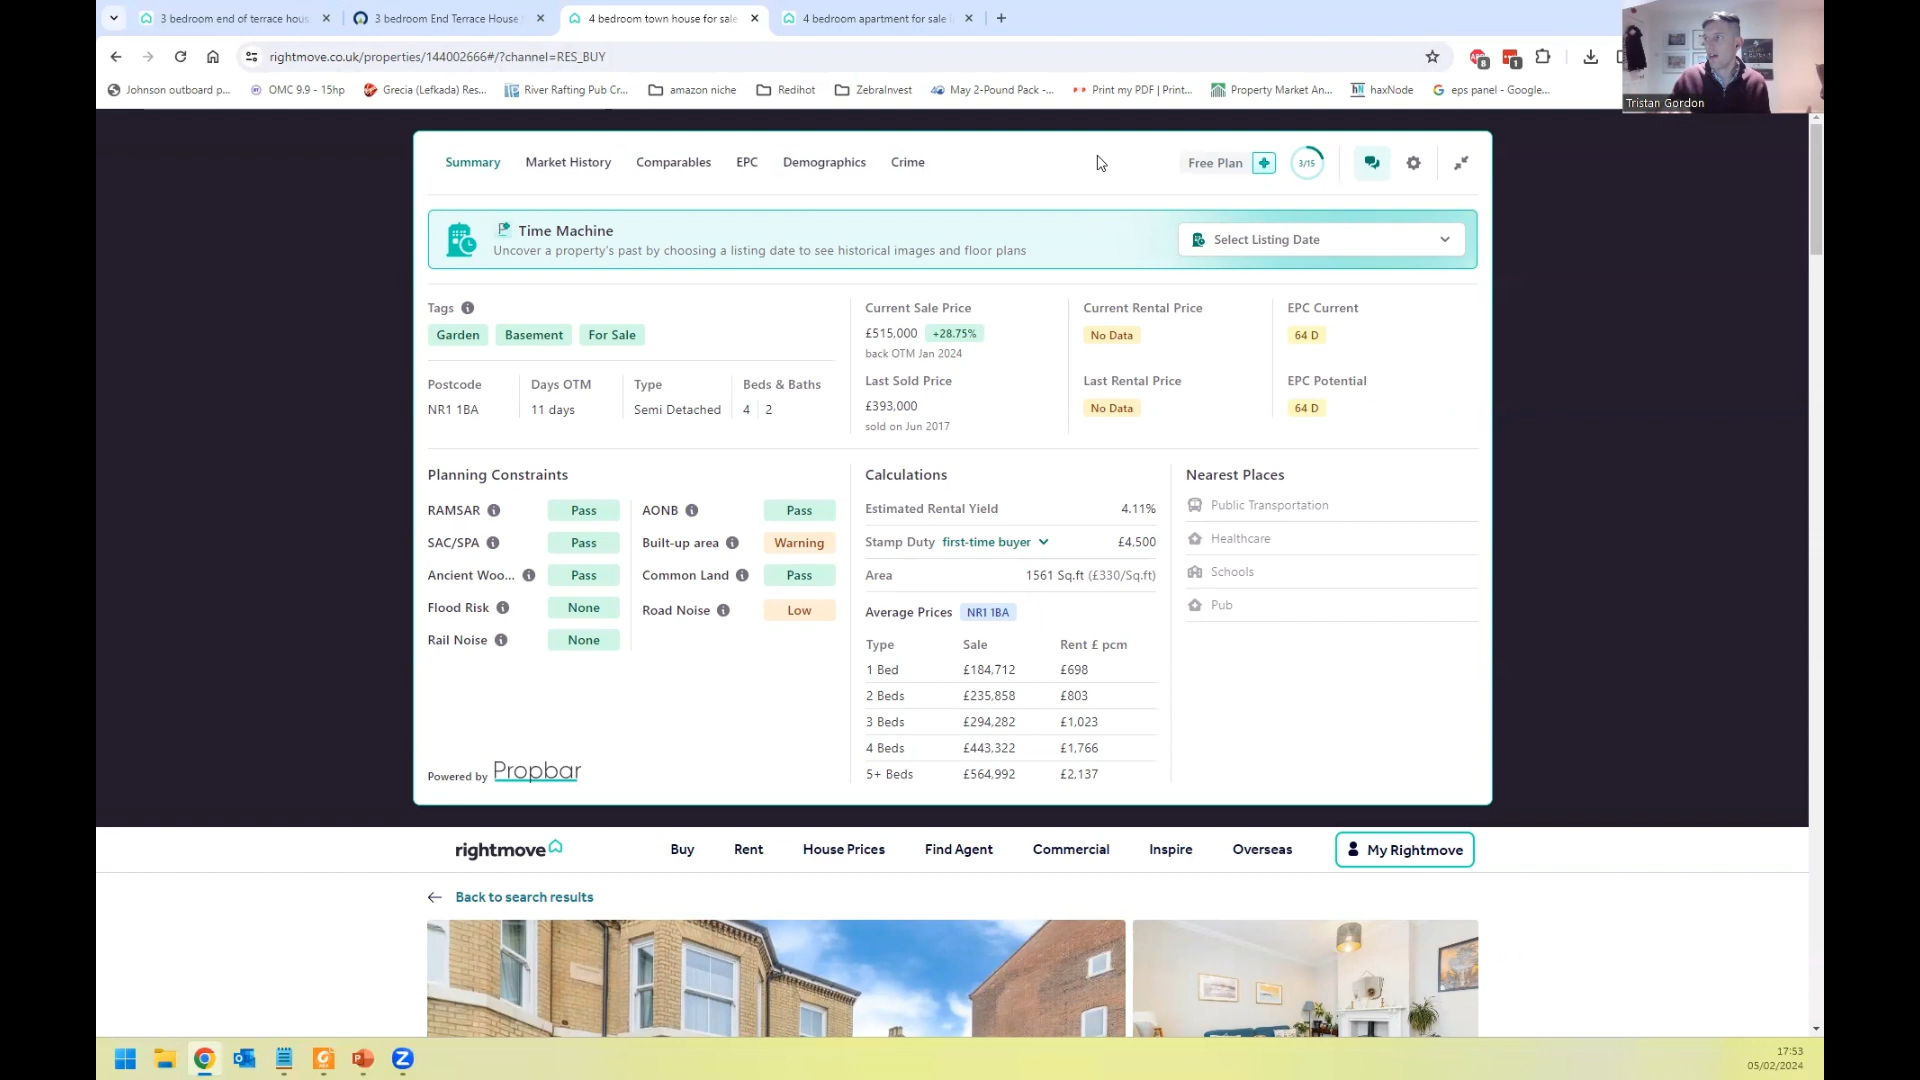 3 bedroom end of terrace hous
3 bedroom End Terrace House
4 bedroom town house for sale
4 bedroom apartment for sale i
rightmove.co.uk/properties/144002666#/?channel=RES_BUY
8
1
Johnson outboard p...
OMC 9.9 - 15hp
Grecia (Lefkada) Res...
River Rafting Pub Cr...
amazon niche
Redihot
ZebraInvest
May 2-Pound Pack -...
Print my PDF | Print...
Property Market An...
hN haxNode
G eps panel - Google...
Tristan Gordon
Summary Market History Comparables EPC Demographics Crime
Free Plan
3/15
Time Machine
Uncover a property's past by choosing a listing date to see historical images and floor plans
Select Listing Date
Tags
Garden Basement For Sale
Postcode Days OTM Type Beds & Baths
NR1 1BA 11 days Semi Detached 4 2
Current Sale Price
£515,000 +28.75%
back OTM Jan 2024
Last Sold Price
£393,000
sold on Jun 2017
Current Rental Price
No Data
Last Rental Price
No Data
EPC Current
64 D
EPC Potential
64 D
Planning Constraints
RAMSAR Pass
SAC/SPA Pass
Ancient Woo... Pass
Flood Risk None
Rail Noise None
AONB Pass
Built-up area Warning
Common Land Pass
Road Noise Low
Powered by Propbar
Calculations
Estimated Rental Yield 4.11%
Stamp Duty first-time buyer £4,500
Area 1561 Sq.ft (£330/Sq.ft)
Average Prices NR1 1BA
Type Sale Rent £ pcm
1 Bed £184,712 £698
2 Beds £235,858 £803
3 Beds £294,282 £1,023
4 Beds £443,322 £1,766
5+ Beds £564,992 £2,137
Nearest Places
Public Transportation
Healthcare
Schools
Pub
rightmove Buy Rent House Prices Find Agent Commercial Inspire Overseas My Rightmove
Back to search results
17:53
05/02/2024